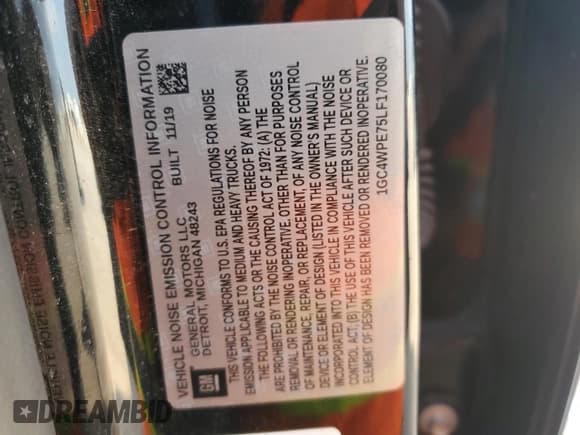 VEHICLE NOISE EMISSION CONTROL INFORMATION
BUILT 11/19
GM
GENERAL MOTORS LLC
DETROIT, MICHIGAN 48243
THIS VEHICLE CONFORMS TO U.S. EPA REGULATIONS FOR NOISE
EMISSION APPLICABLE TO MEDIUM AND HEAVY TRUCKS.
THE FOLLOWING ACTS OR THE CAUSING THEREOF BY ANY PERSON
ARE PROHIBITED BY THE NOISE CONTROL ACT OF 1972: (A) THE
REMOVAL OR RENDERING INOPERATIVE, OTHER THAN FOR PURPOSES
OF MAINTENANCE, REPAIR, OR REPLACEMENT, OF ANY NOISE CONTROL
DEVICE OR ELEMENT OF DESIGN (LISTED IN THE OWNER'S MANUAL)
INCORPORATED INTO THIS VEHICLE IN COMPLIANCE WITH THE NOISE
CONTROL ACT, (B) THE USE OF THIS VEHICLE AFTER SUCH DEVICE OR
ELEMENT OF DESIGN HAS BEEN REMOVED OR RENDERED INOPERATIVE.
1GC4WPE75LF170080
DREAMBID